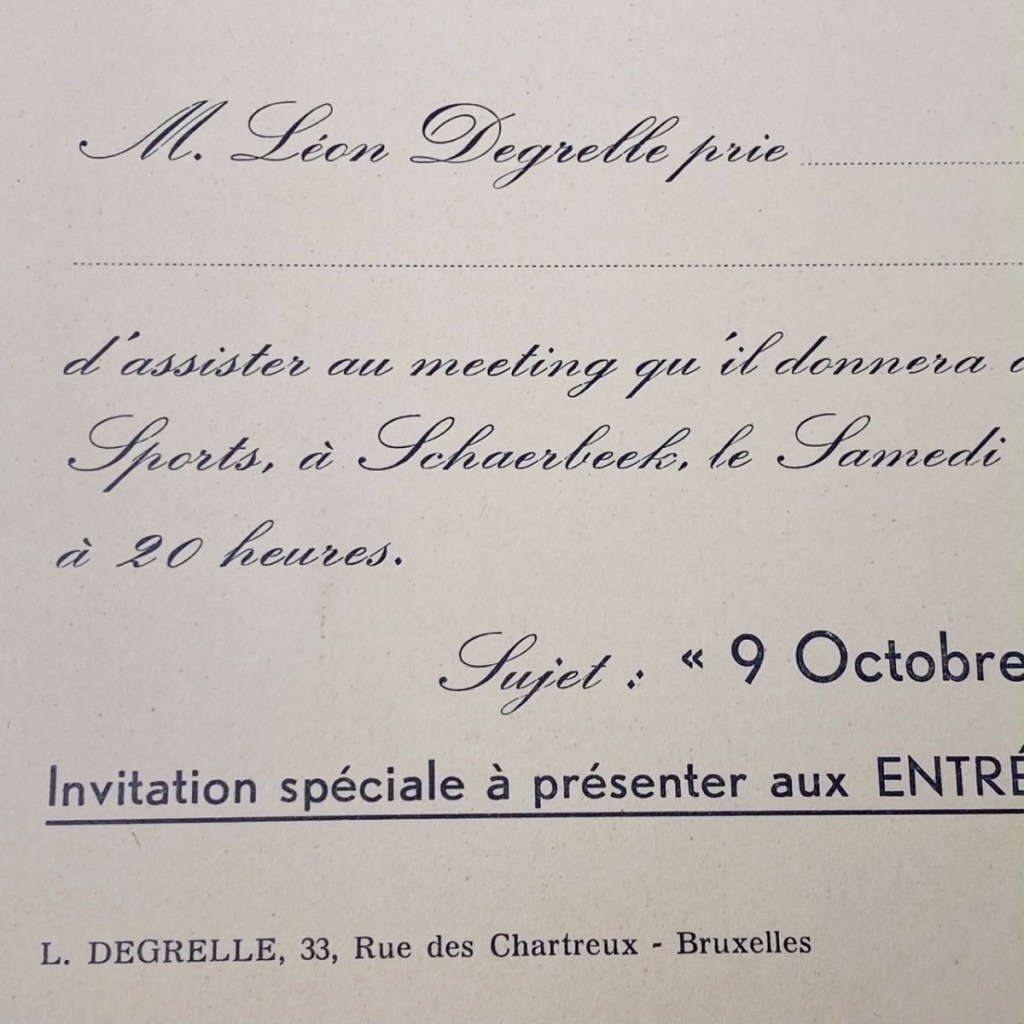 M. Léon Degrelle prie
d'assister au meeting qu'il donnera
Sports, à Schaerbeek, le Samedi
à 20 heures.
Sujet : « 9 Octobre
Invitation spéciale à présenter aux ENTRÉ
L. DEGRELLE, 33, Rue des Chartreux - Bruxelles